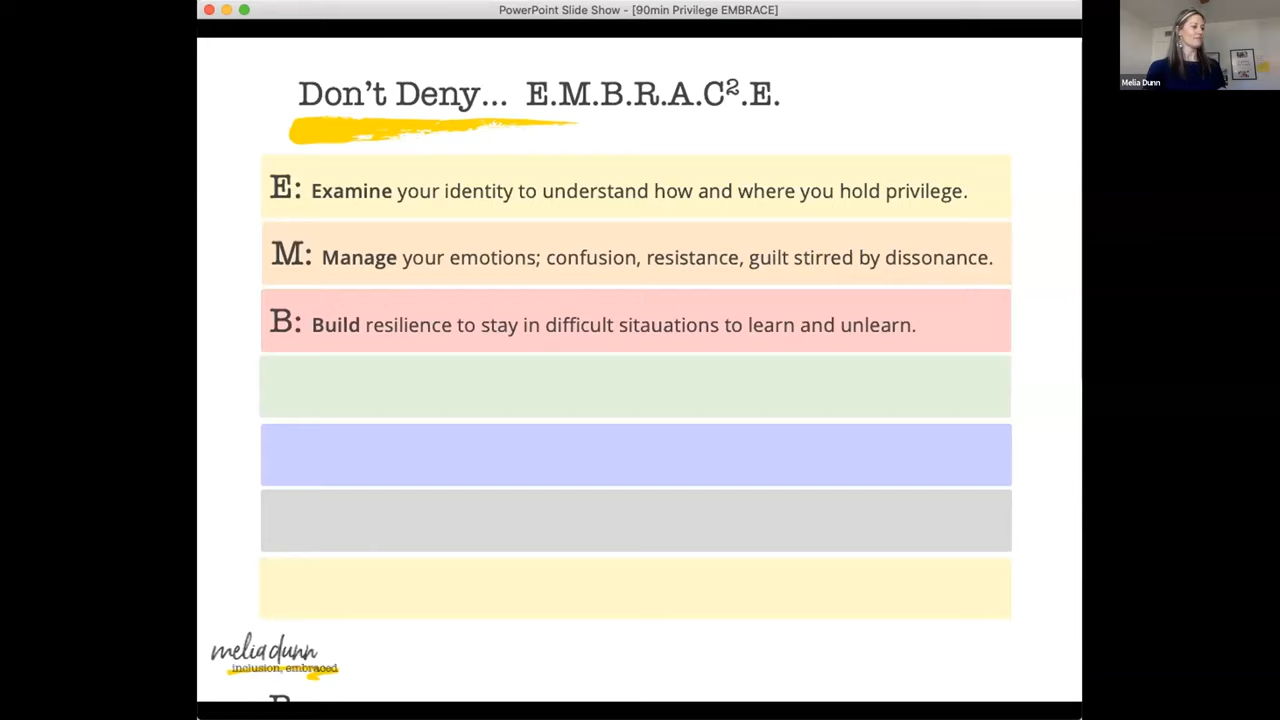 PowerPoint Slide Show - [90min Privilege EMBRACE]
Melia Dunn
Don't Deny... E.M.B.R.A.C².E.
E: Examine your identity to understand how and where you hold privilege.
M: Manage your emotions; confusion, resistance, guilt stirred by dissonance.
B: Build resilience to stay in difficult sitauations to learn and unlearn.
melia dunn
inclusion, embraced